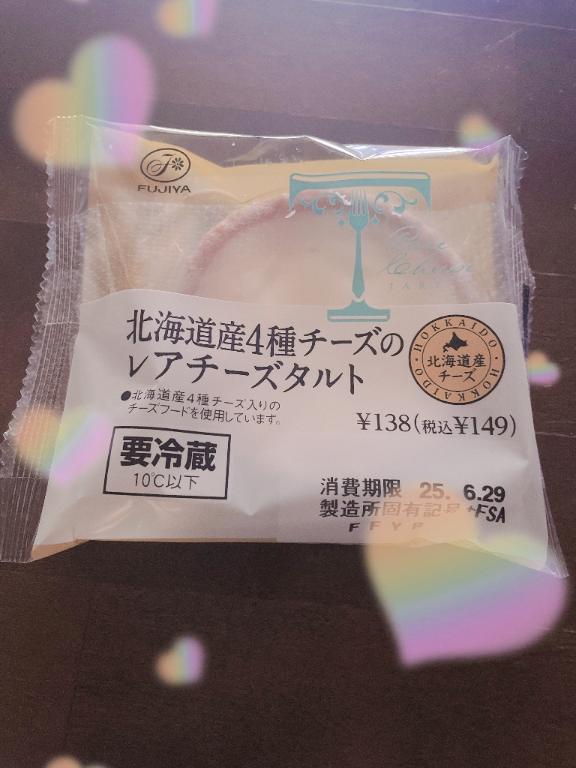 FUJIYA
Rare
Cheese
TART
北海道産4種チーズの
レアチーズタルト
HOKKAIDO・HOKKAIDO
北海道産
チーズ
●北海道産4種チーズ入りの
チーズフードを使用しています。
¥138(税込¥149)
要冷蔵
10℃以下
消費期限 25. 6.29
製造所固有記号 +FSA